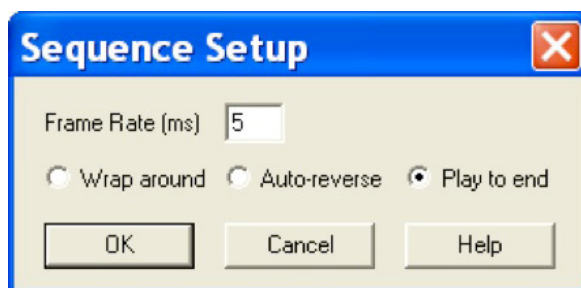 Sequence Setup
Frame Rate (ms) 5
Wrap around Auto-reverse Play to end
OK Cancel Help